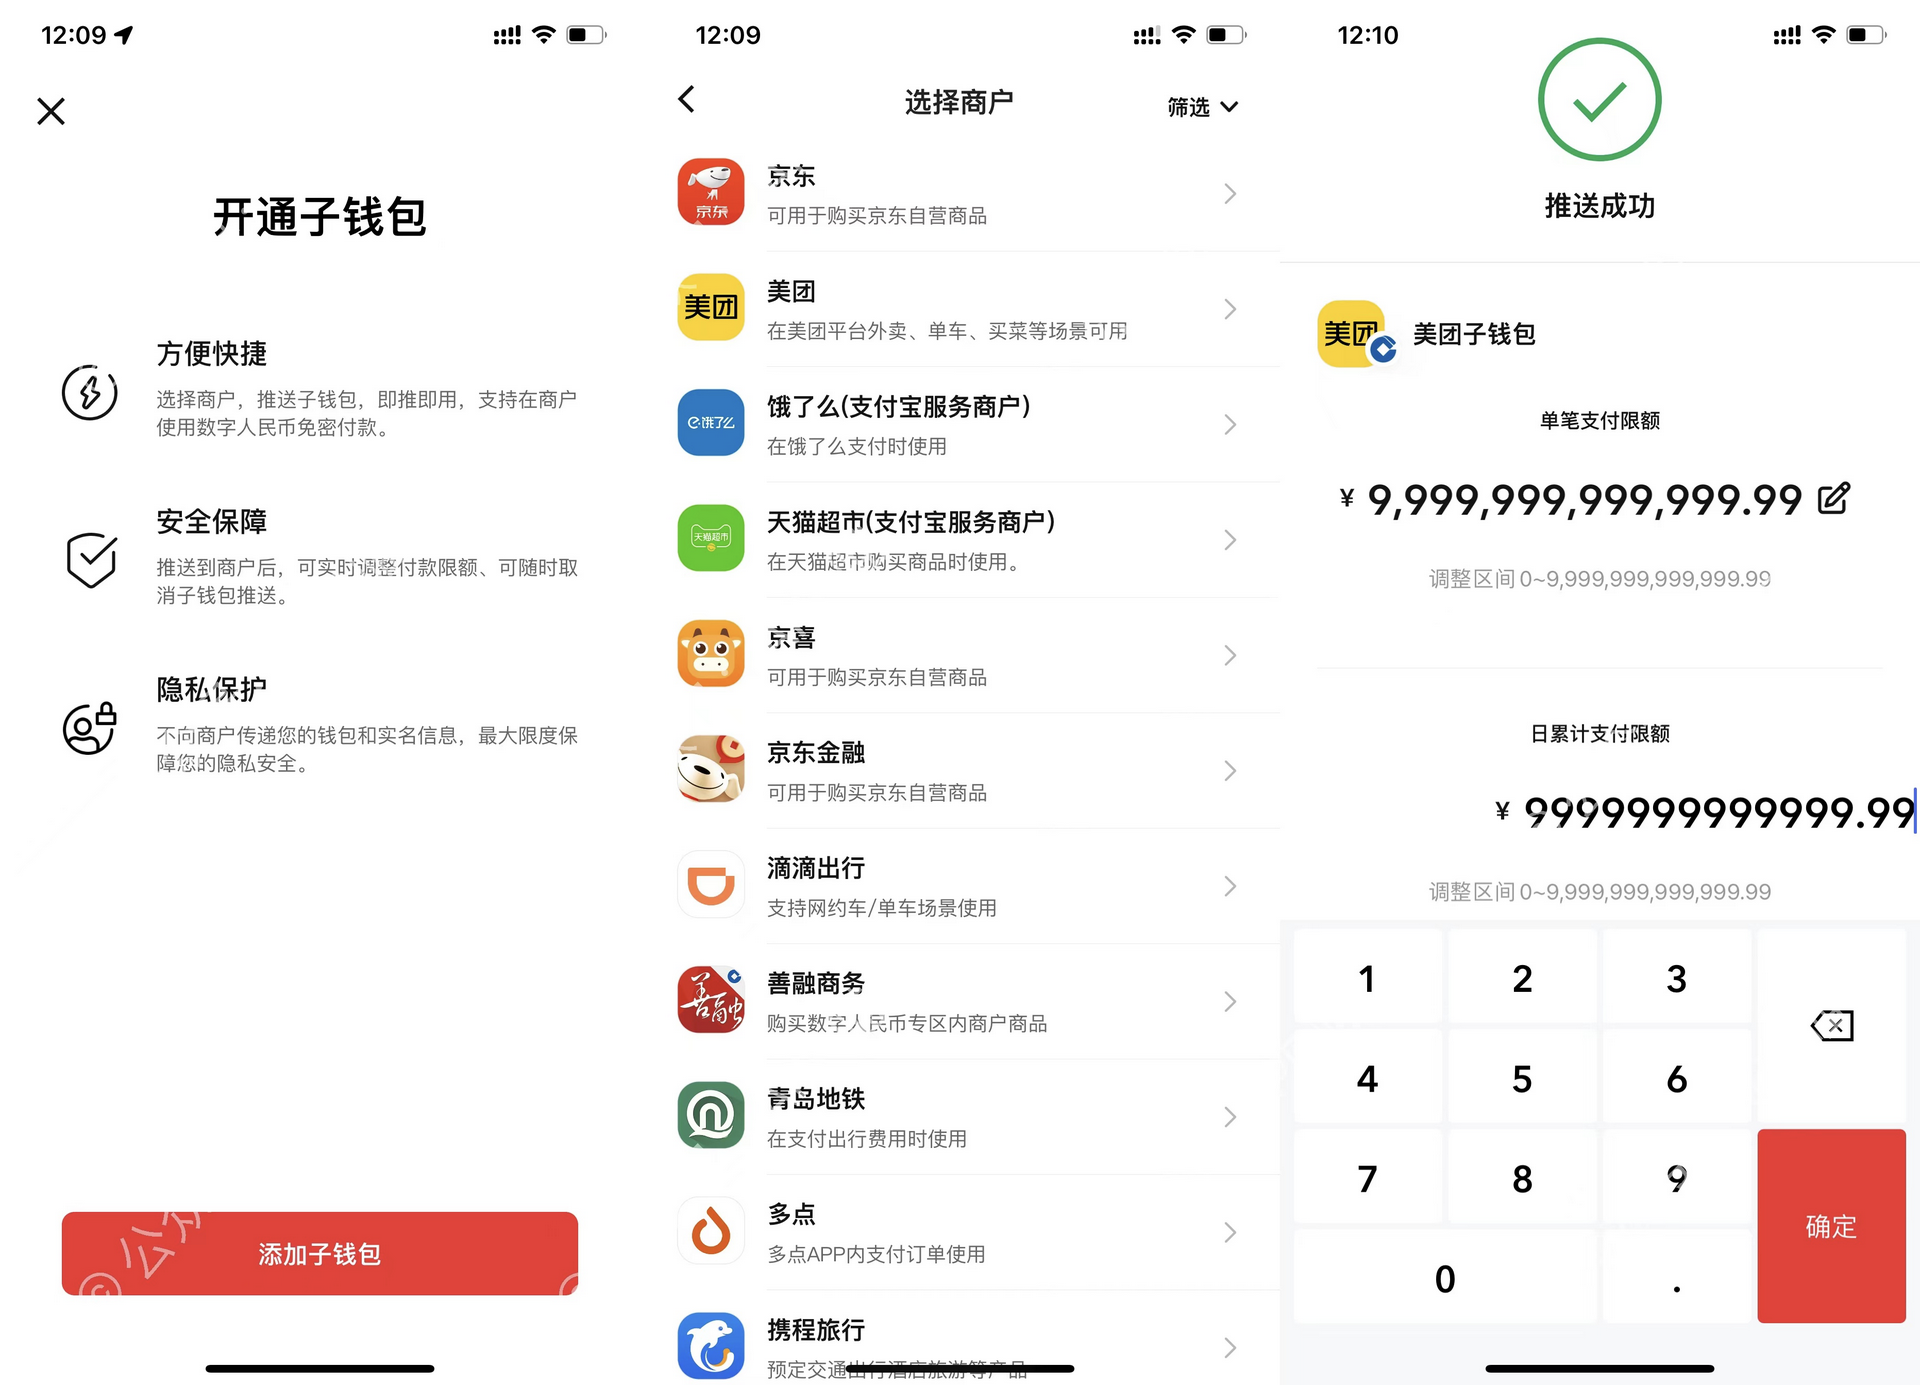 12:09
开通子钱包
方便快捷
选择商户，推送子钱包，即推即用，支持在商户
使用数字人民币免密付款。
安全保障
推送到商户后，可实时调整付款限额、可随时取
消子钱包推送。
隐私保护
不向商户传递您的钱包和实名信息，最大限度保
障您的隐私安全。
添加子钱包
© 公众
12:09
选择商户
筛选
京东
京东
可用于购买京东自营商品
美团
美团
在美团平台外卖、单车、买菜等场景可用
饿了么
饿了么(支付宝服务商户)
在饿了么支付时使用
天猫超市
天猫超市(支付宝服务商户)
在天猫超市购买商品时使用。
京喜
可用于购买京东自营商品
京东金融
可用于购买京东自营商品
滴滴出行
支持网约车/单车场景使用
善融
善融商务
购买数字人民币专区内商户商品
青岛地铁
在支付出行费用时使用
多点
多点APP内支付订单使用
携程旅行
预定交通出行酒店旅游等产品
12:10
推送成功
美团
美团子钱包
单笔支付限额
¥ 9,999,999,999,999.99
调整区间0~9,999,999,999,999.99
日累计支付限额
¥ 9999999999999.99
调整区间0~9,999,999,999,999.99
1
2
3
4
5
6
7
8
9
确定
0
.